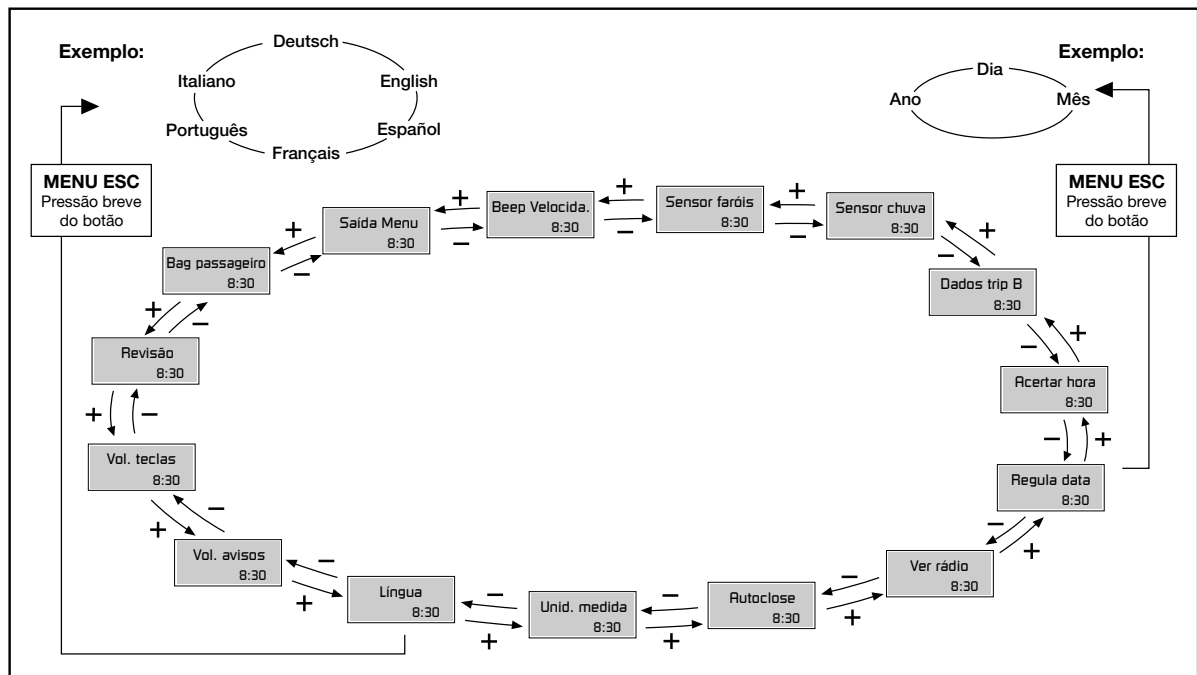 Exemplo:
Deutsch
Italiano
English
Português
Español
Français
Exemplo:
Dia
Ano
Mês
MENU ESC
Pressão breve
do botão
MENU ESC
Pressão breve
do botão
Beep Velocida.
8:30
+
−
Sensor faróis
8:30
+
−
Sensor chuva
8:30
+
−
Dados trip B
8:30
−
+
Acertar hora
8:30
−
+
Regula data
8:30
−
+
Ver rádio
8:30
−
+
Autoclose
8:30
−
+
Unid. medida
8:30
−
+
Língua
8:30
−
+
Vol. avisos
8:30
−
+
Vol. teclas
8:30
+
−
Revisão
8:30
+
−
Bag passageiro
8:30
+
−
Saída Menu
8:30
+
−